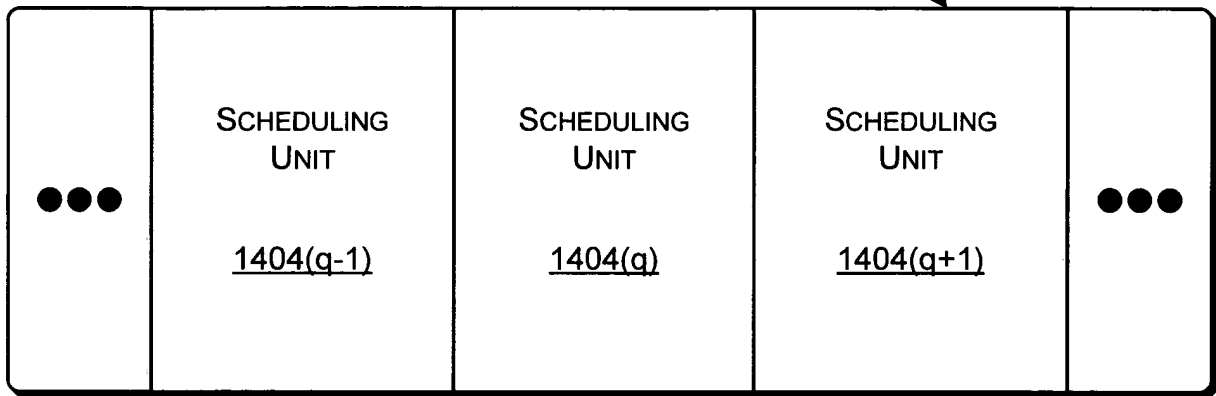 SCHEDULING
UNIT
1404(q-1)
SCHEDULING
UNIT
1404(q)
SCHEDULING
UNIT
1404(q+1)